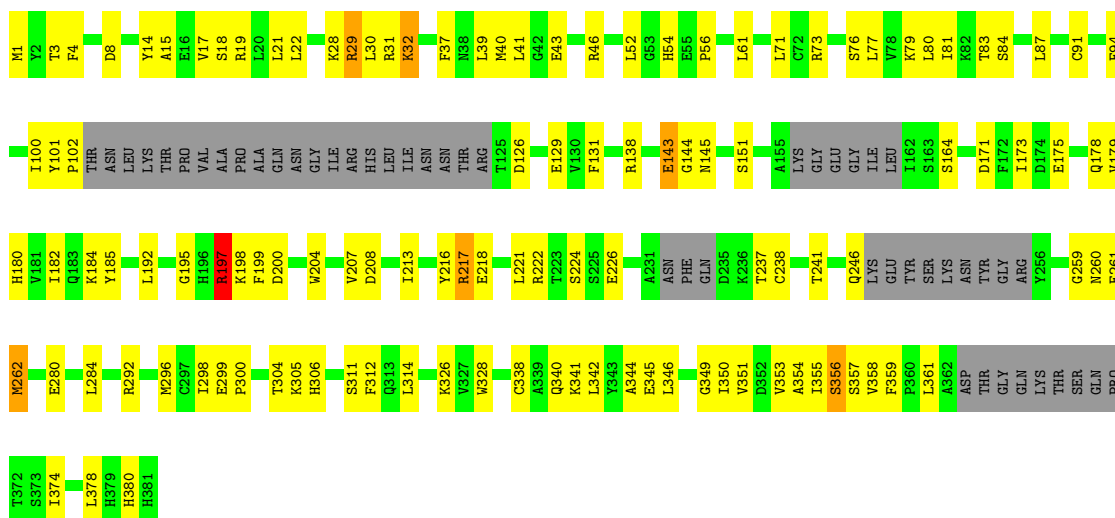 M1 Y2 T3 F4 D8 Y14 A15 E16 V17 S18 R19 L20 L21 L22 K28 R29 L30 R31 K32 F37 N38 L39 M40 L41 G42 E43 R46 L52 G53 H54 E55 P56 L61 L71 C72 R73 S76 L77 V78 K79 L80 I81 K82 T83 S84 L87 C91
I100 Y101 P102 THR ASN LEU LYS THR PRO VAL ALA PRO ALA GLN ASN GLY ILE ARG HIS LEU ILE ASN ASN THR ARG T125 D126 E129 V130 F131 R138 E143 G144 N145 S151 A155 LYS GLY GLU GLY ILE LEU I162 S163 S164 D171 F172 I173 D174 E175 Q178 V179
H180 V181 I182 Q183 K184 Y185 L192 G195 H196 R197 K198 F199 D200 W204 V207 D208 I213 Y216 R217 E218 L221 R222 T223 S224 S225 E226 A231 ASN PHE GLN D235 K236 T237 C238 T241 Q246 LYS GLU TYR SER LYS ASN TYR GLY ARG Y256 G259 N260 E261
M262 E280 L284 R292 M296 C297 I298 E299 P300 T304 K305 H306 S311 F312 Q313 L314 K326 V327 W328 C338 A339 Q340 K341 L342 Y343 A344 E345 L346 G349 I350 V351 D352 V353 A354 I355 S356 S357 V358 F359 P360 L361 A362 ASP THR GLY GLN LYS THR SER GLN PRO
T372 S373 I374 L378 H379 H380 H381